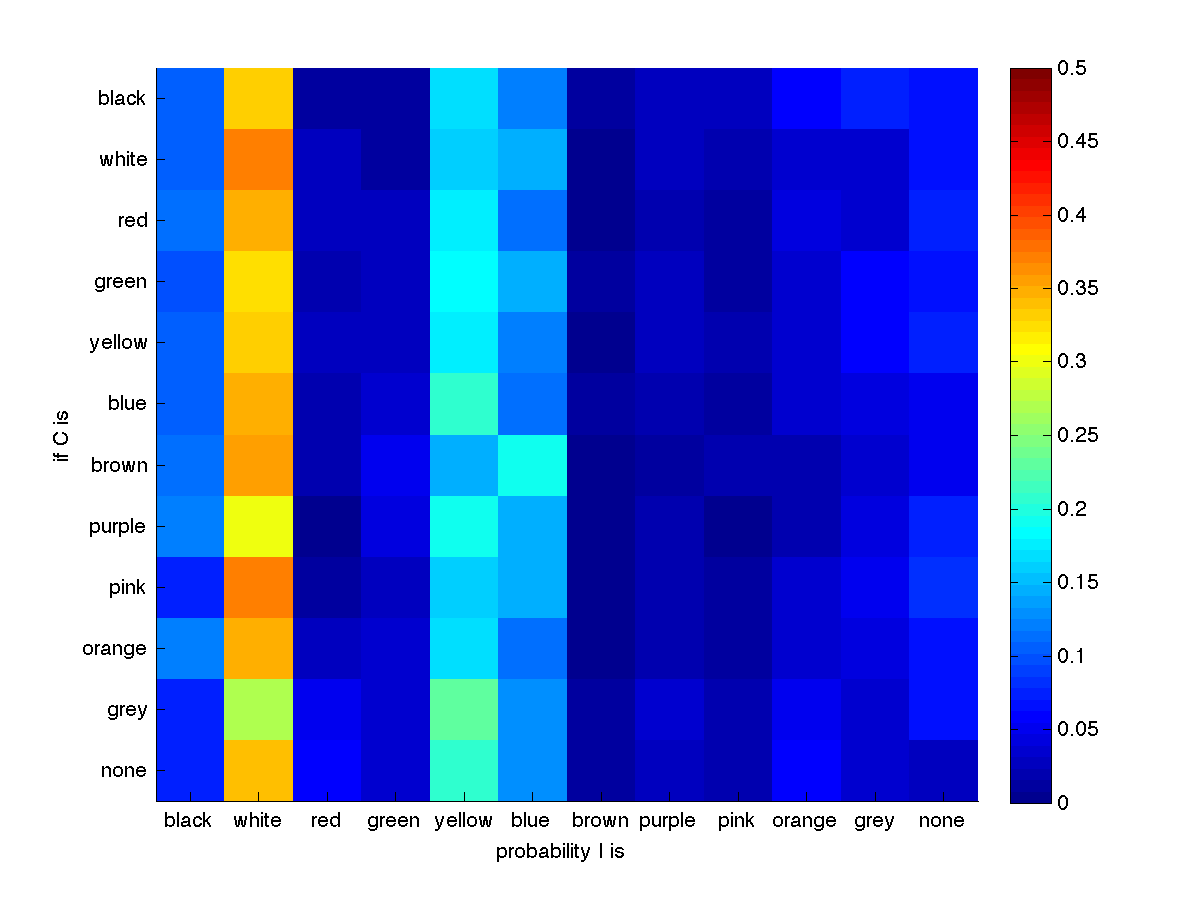 black
white
red
green
yellow
blue
brown
purple
pink
orange
grey
none
if C is
black white red green yellow blue brown purple pink orange grey none
probability I is
0.5
0.45
0.4
0.35
0.3
0.25
0.2
0.15
0.1
0.05
0